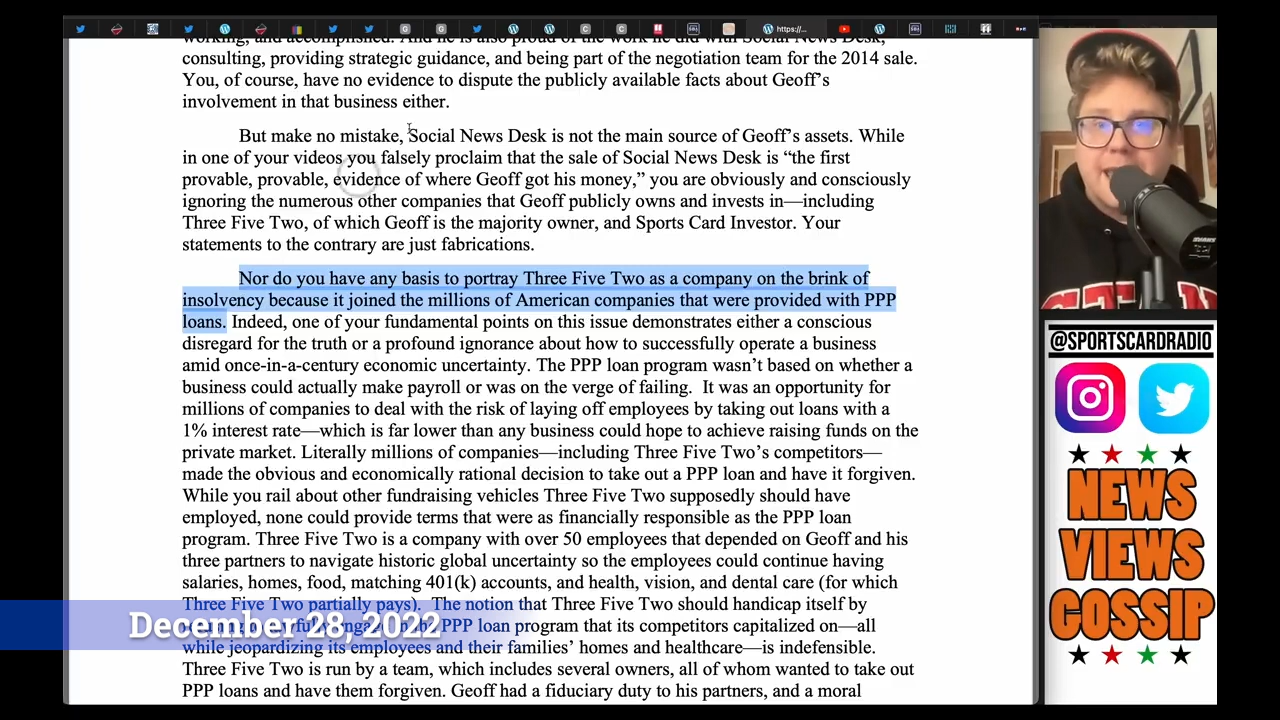 https://...
working, and accomplished. And he is also proud of the work he did with Social News Desk,
consulting, providing strategic guidance, and being part of the negotiation team for the 2014 sale.
You, of course, have no evidence to dispute the publicly available facts about Geoff's
involvement in that business either.
But make no mistake, Social News Desk is not the main source of Geoff's assets. While
in one of your videos you falsely proclaim that the sale of Social News Desk is “the first
provable, provable, evidence of where Geoff got his money,” you are obviously and consciously
ignoring the numerous other companies that Geoff publicly owns and invests in—including
Three Five Two, of which Geoff is the majority owner, and Sports Card Investor. Your
statements to the contrary are just fabrications.
Nor do you have any basis to portray Three Five Two as a company on the brink of
insolvency because it joined the millions of American companies that were provided with PPP
loans. Indeed, one of your fundamental points on this issue demonstrates either a conscious
disregard for the truth or a profound ignorance about how to successfully operate a business
amid once-in-a-century economic uncertainty. The PPP loan program wasn't based on whether a
business could actually make payroll or was on the verge of failing. It was an opportunity for
millions of companies to deal with the risk of laying off employees by taking out loans with a
1% interest rate—which is far lower than any business could hope to achieve raising funds on the
private market. Literally millions of companies—including Three Five Two's competitors—
made the obvious and economically rational decision to take out a PPP loan and have it forgiven.
While you rail about other fundraising vehicles Three Five Two supposedly should have
employed, none could provide terms that were as financially responsible as the PPP loan
program. Three Five Two is a company with over 50 employees that depended on Geoff and his
three partners to navigate historic global uncertainty so the employees could continue having
salaries, homes, food, matching 401(k) accounts, and health, vision, and dental care (for which
Three Five Two partially pays). The notion that Three Five Two should handicap itself by
PPP loan program that its competitors capitalized on—all
while jeopardizing its employees and their families' homes and healthcare—is indefensible.
Three Five Two is run by a team, which includes several owners, all of whom wanted to take out
PPP loans and have them forgiven. Geoff had a fiduciary duty to his partners, and a moral
December 28, 2022
@SPORTSCARDRADIO
NEWS
VIEWS
GOSSIP